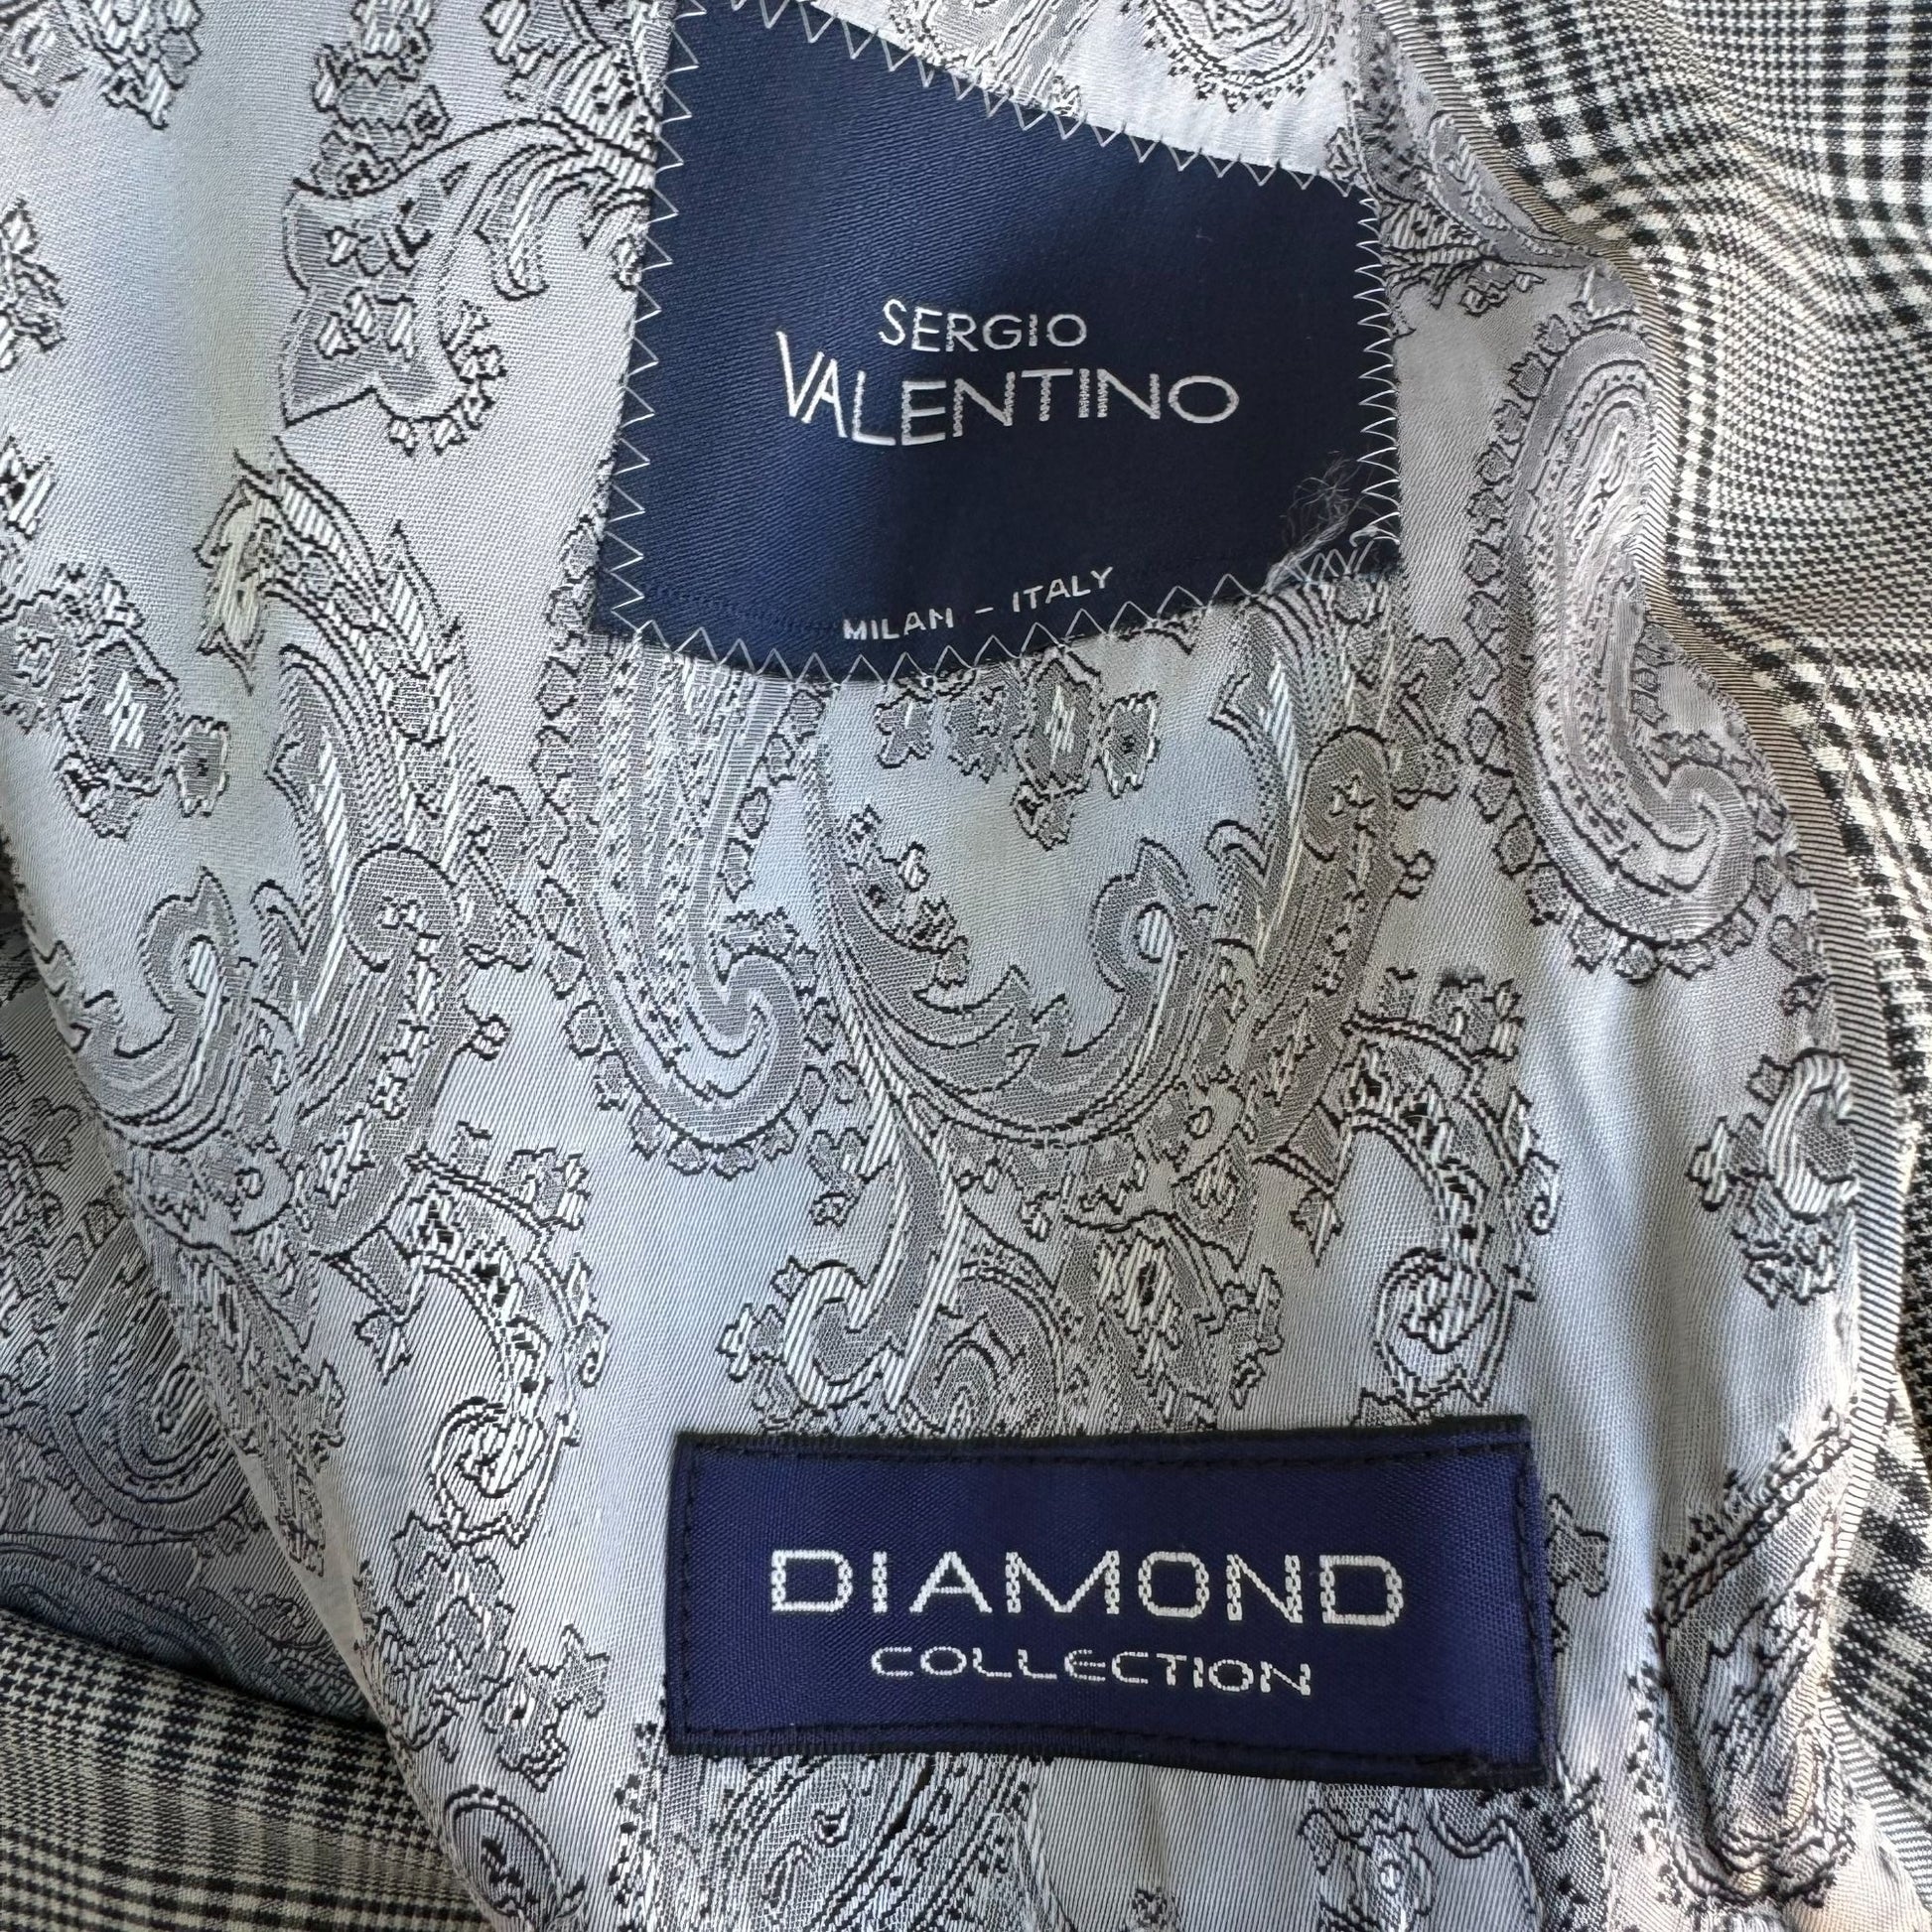 SERGIO
VALENTINO
MILAN - ITALY
DIAMOND
COLLECTION